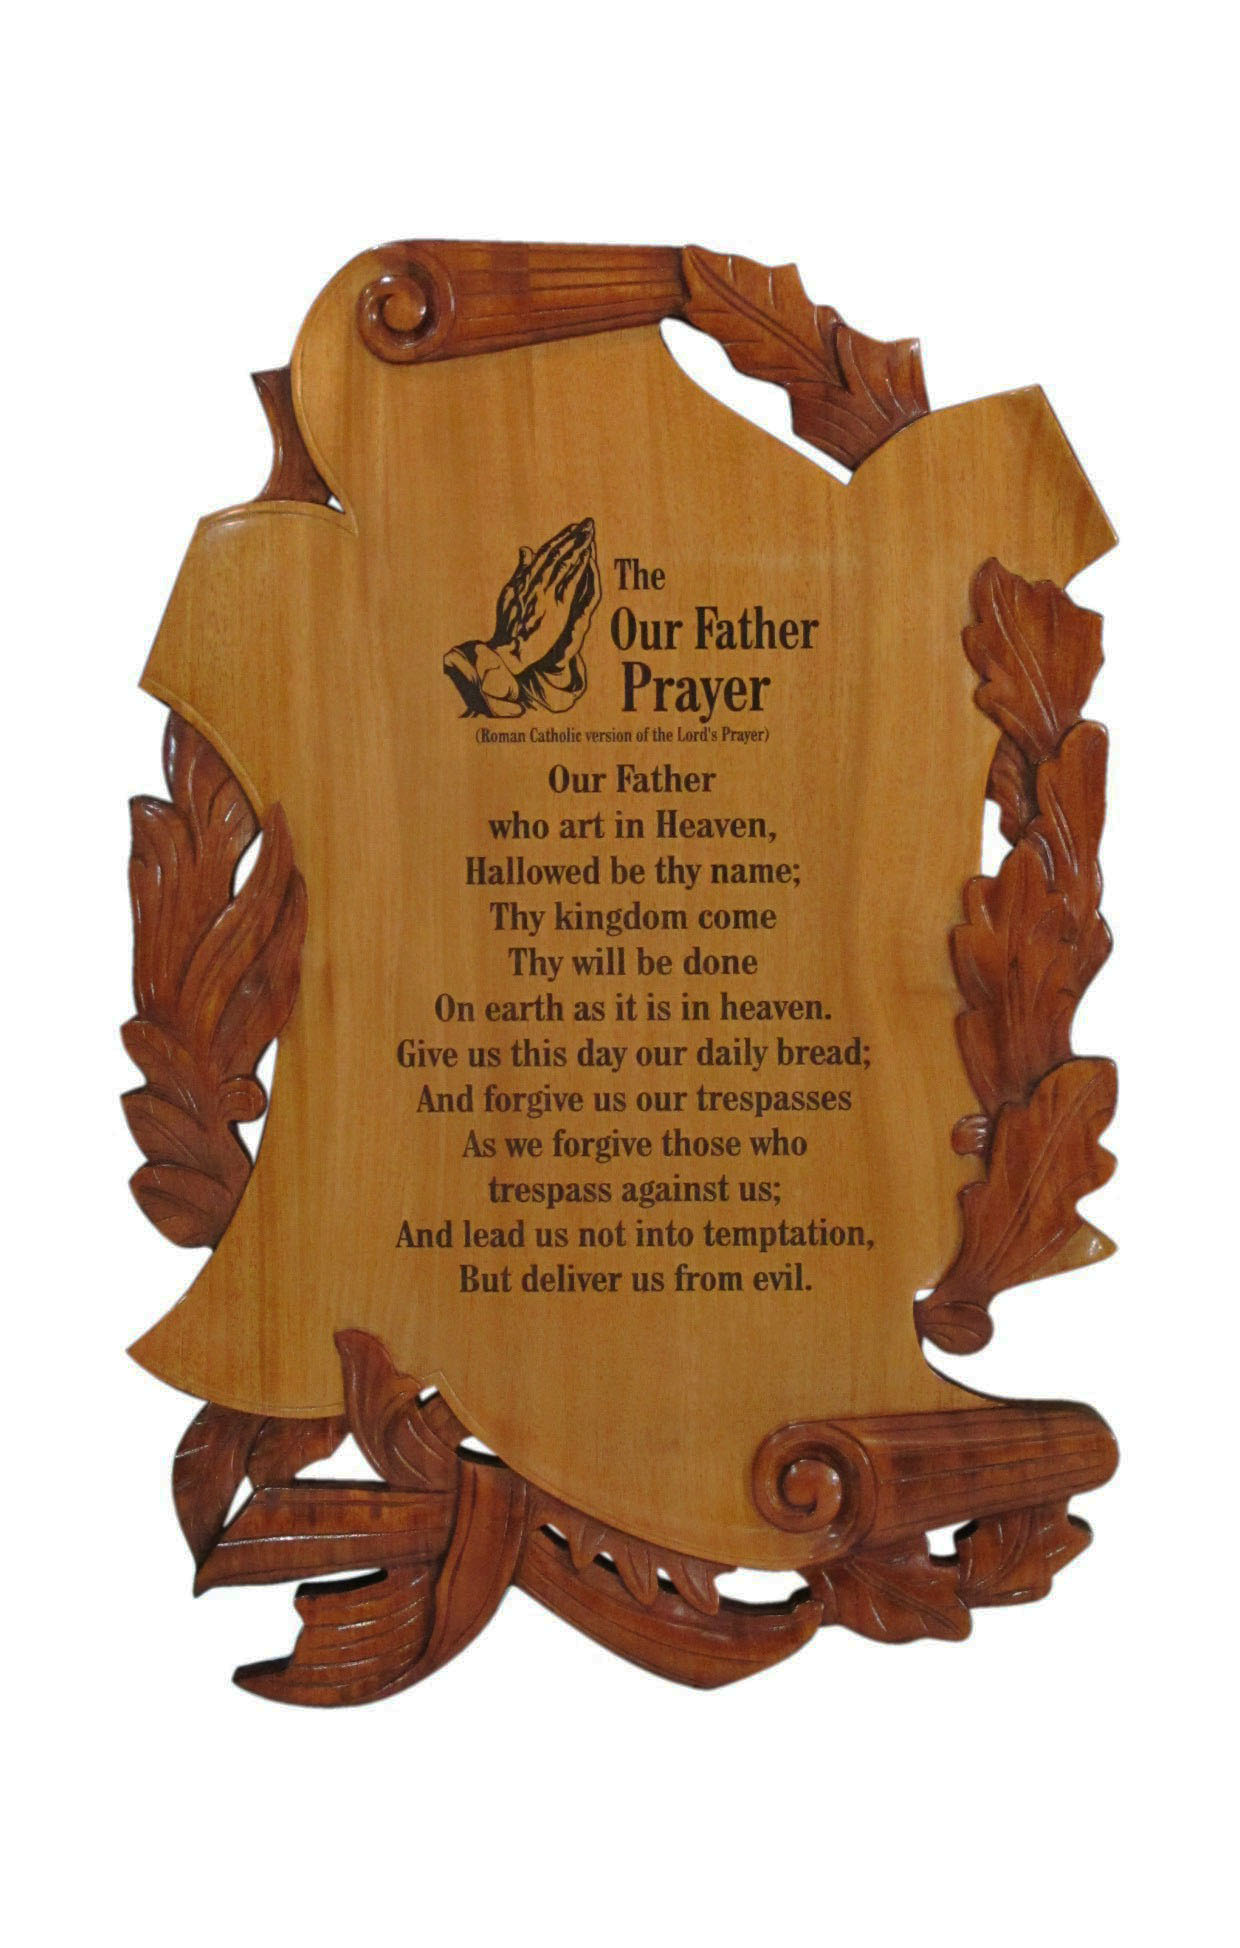 The
Our Father
Prayer
(Roman Catholic version of the Lord's Prayer)
Our Father
who art in Heaven,
Hallowed be thy name;
Thy kingdom come
Thy will be done
On earth as it is in heaven.
Give us this day our daily bread;
And forgive us our trespasses
As we forgive those who
trespass against us;
And lead us not into temptation,
But deliver us from evil.